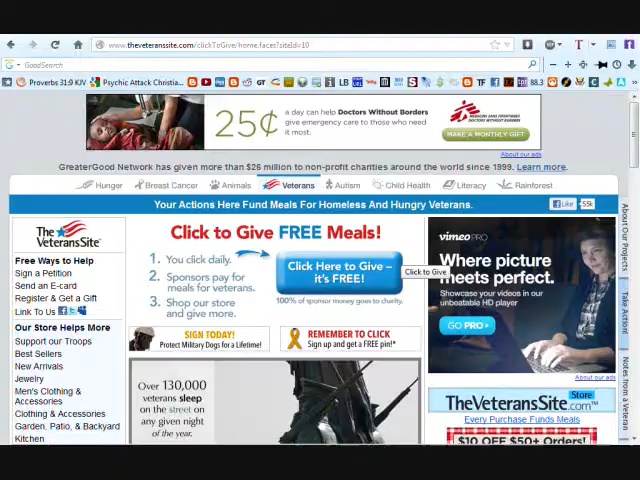 www.theveteranssite.com/clickToGive/home.faces?siteId=10
GoodSearch
Proverbs 31:9 KJV
Psychic Attack Christia...
25¢
a day can help Doctors Without Borders
give emergency care to those who need
it most.
MAKE A MONTHLY GIFT
About our ads
GreaterGood Network has given more than $26 million to non-profit charities around the world since 1999. Learn more.
Hunger
Breast Cancer
Animals
Veterans
Autism
Child Health
Literacy
Rainforest
Your Actions Here Fund Meals For Homeless And Hungry Veterans.
Like
55k
The
VeteransSite
Free Ways to Help
Sign a Petition
Send an E-card
Register & Get a Gift
Link To Us
Our Store Helps More
Support our Troops
Best Sellers
New Arrivals
Jewelry
Men's Clothing &
Accessories
Clothing & Accessories
Garden, Patio, & Backyard
Kitchen
Click to Give FREE Meals!
1. You click daily.
2. Sponsors pay for
meals for veterans.
3. Shop our store
and give more.
Click Here to Give –
it's FREE!
Click to Give
100% of sponsor money goes to charity.
SIGN TODAY!
Protect Military Dogs for a Lifetime!
REMEMBER TO CLICK
Sign up and get a FREE pin!*
Over 130,000
veterans sleep
on the street on
any given night
of the year.
vimeo PRO
Where picture
meets perfect.
Showcase your videos in our
unbeatable HD player
GO PRO
About our ads
Store
TheVeteransSite.com
Every Purchase Funds Meals
$10 OFF $50+ Orders!
About Our Projects
Take Action!
Notes from a Veteran